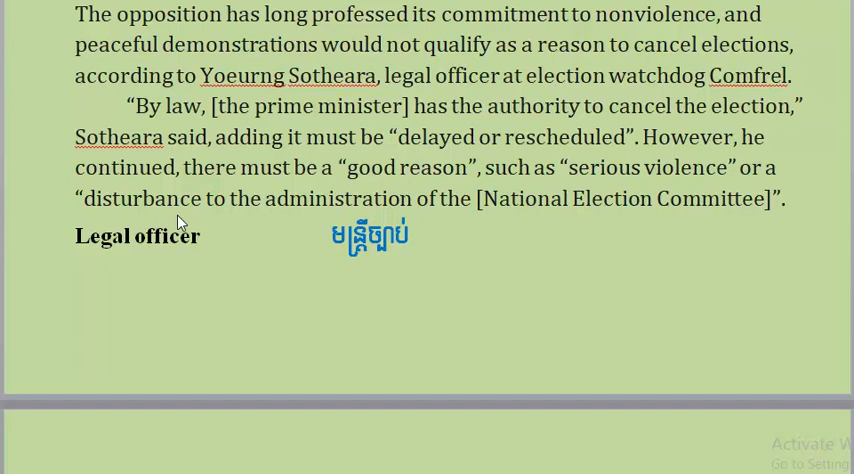 The opposition has long professed its commitment to nonviolence, and
peaceful demonstrations would not qualify as a reason to cancel elections,
according to Yoeurng Sotheara, legal officer at election watchdog Comfrel.
“By law, [the prime minister] has the authority to cancel the election,”
Sotheara said, adding it must be “delayed or rescheduled”. However, he
continued, there must be a “good reason”, such as “serious violence” or a
“disturbance to the administration of the [National Election Committee]”.
Legal officer មន្ត្រីច្បាប់
Activate W
Go to Setting